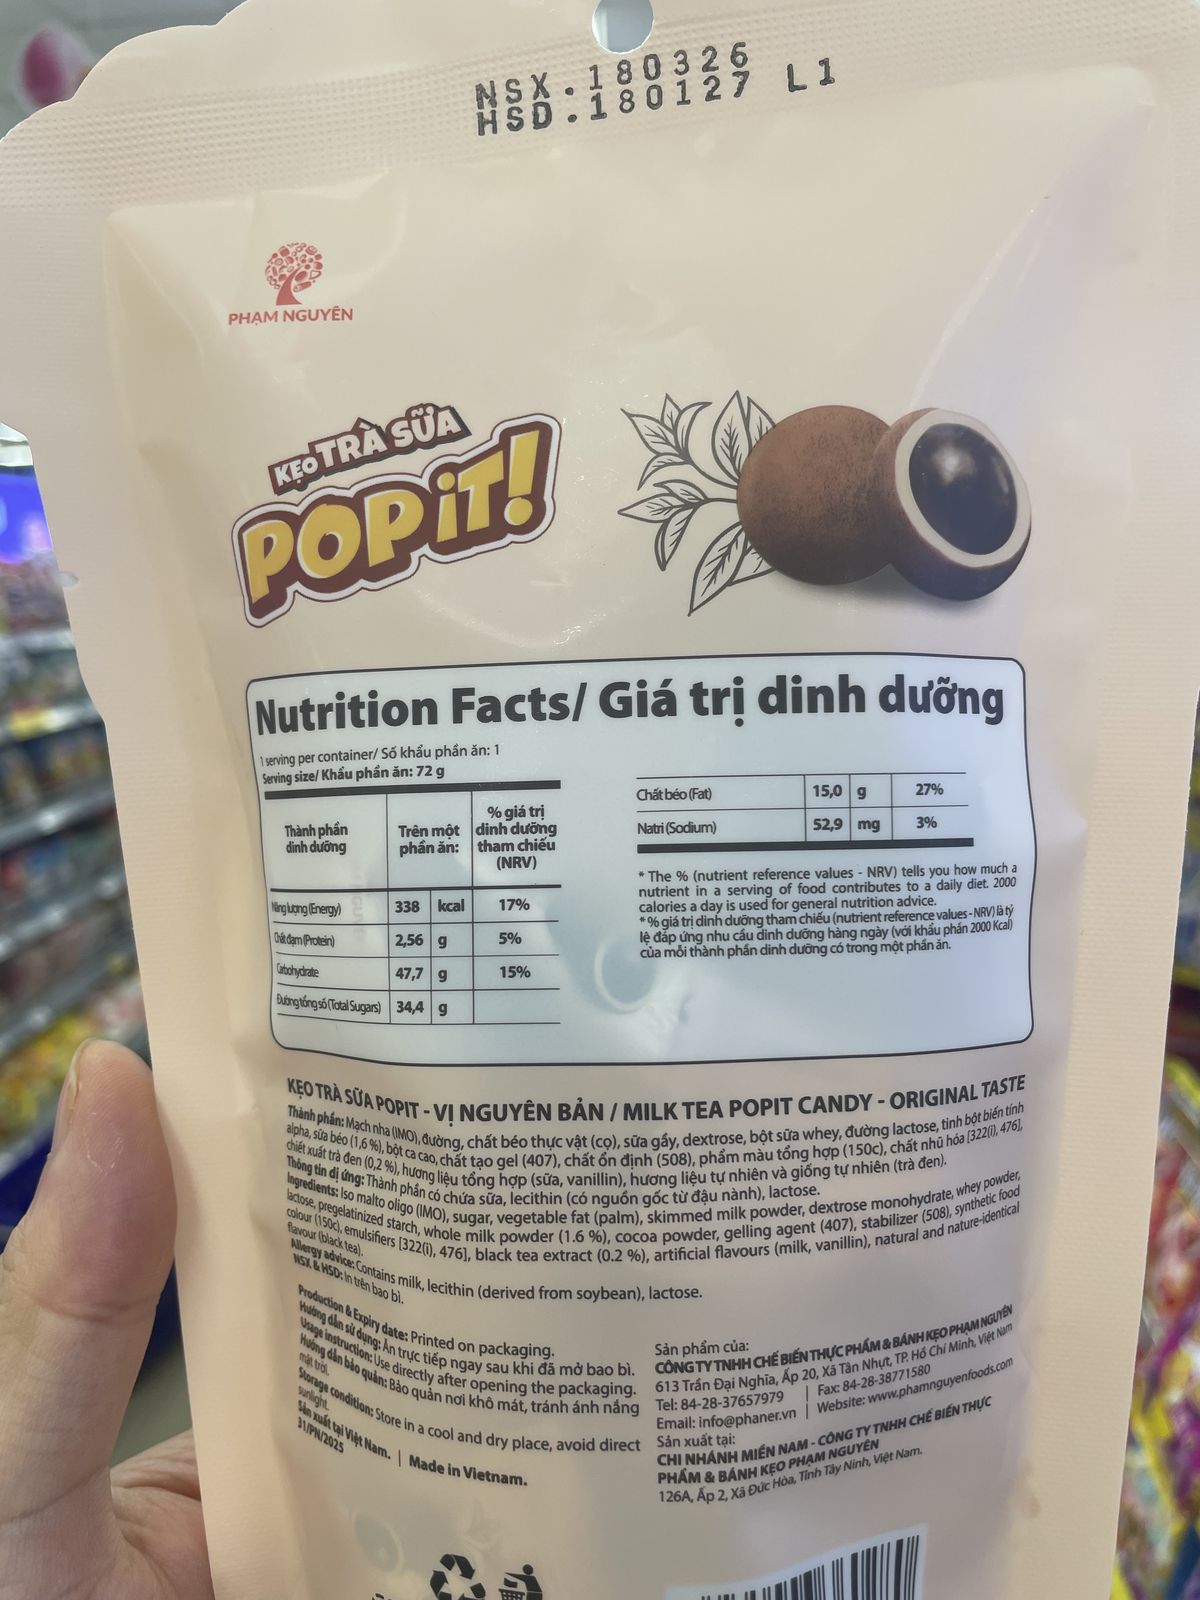 NSX.180326
HSD.180127 L1
PHẠM NGUYÊN
KẸO TRÀ SỮA
POP iT!
Nutrition Facts/ Giá trị dinh dưỡng
1 serving per container/ Số khẩu phần ăn: 1
Serving size/ Khẩu phần ăn: 72 g
Thành phần dinh dưỡng Trên một phần ăn: % giá trị dinh dưỡng tham chiếu (NRV)
Năng lượng (Energy) 338 kcal 17%
Chất đạm (Protein) 2,56 g 5%
Carbohydrate 47,7 g 15%
Đường tổng số (Total Sugars) 34,4 g
Chất béo (Fat) 15,0 g 27%
Natri (Sodium) 52,9 mg 3%
* The % (nutrient reference values - NRV) tells you how much a
nutrient in a serving of food contributes to a daily diet. 2000
calories a day is used for general nutrition advice.
* % giá trị dinh dưỡng tham chiếu (nutrient reference values - NRV) là tỷ
lệ đáp ứng nhu cầu dinh dưỡng hàng ngày (với khẩu phần 2000 Kcal)
của mỗi thành phần dinh dưỡng có trong một phần ăn.
KẸO TRÀ SỮA POPIT - VỊ NGUYÊN BẢN / MILK TEA POPIT CANDY - ORIGINAL TASTE
Thành phần: Mạch nha (IMO), đường, chất béo thực vật (cọ), sữa gầy, dextrose, bột sữa whey, đường lactose, tinh bột biến tính
alpha, sữa béo (1,6 %), bột ca cao, chất tạo gel (407), chất ổn định (508), phẩm màu tổng hợp (150c), chất nhũ hóa [322(i), 476],
chiết xuất trà đen (0,2 %), hương liệu tổng hợp (sữa, vanillin), hương liệu tự nhiên và giống tự nhiên (trà đen).
Thông tin dị ứng: Thành phần có chứa sữa, lecithin (có nguồn gốc từ đậu nành), lactose.
Ingredients: Iso malto oligo (IMO), sugar, vegetable fat (palm), skimmed milk powder, dextrose monohydrate, whey powder,
lactose, pregelatinized starch, whole milk powder (1.6 %), cocoa powder, gelling agent (407), stabilizer (508), synthetic food
colour (150c), emulsifiers [322(i), 476], black tea extract (0.2 %), artificial flavours (milk, vanillin), natural and nature-identical
flavour (black tea).
Allergy advice: Contains milk, lecithin (derived from soybean), lactose.
NSX & HSD: In trên bao bì.
Production & Expiry date: Printed on packaging.
Hướng dẫn sử dụng: Ăn trực tiếp ngay sau khi đã mở bao bì.
Usage instruction: Use directly after opening the packaging.
Hướng dẫn bảo quản: Bảo quản nơi khô mát, tránh ánh nắng
mặt trời.
Storage condition: Store in a cool and dry place, avoid direct
sunlight.
Sản xuất tại Việt Nam. | Made in Vietnam.
31/PN/2025
Sản phẩm của:
CÔNG TY TNHH CHẾ BIẾN THỰC PHẨM & BÁNH KẸO PHẠM NGUYÊN
613 Trần Đại Nghĩa, Ấp 20, Xã Tân Nhựt, TP. Hồ Chí Minh, Việt Nam
Tel: 84-28-37657979 | Fax: 84-28-38771580
Email: info@phaner.vn | Website: www.phamnguyenfoods.com
Sản xuất tại:
CHI NHÁNH MIỀN NAM - CÔNG TY TNHH CHẾ BIẾN THỰC
PHẨM & BÁNH KẸO PHẠM NGUYÊN
126A, Ấp 2, Xã Đức Hòa, Tỉnh Tây Ninh, Việt Nam.